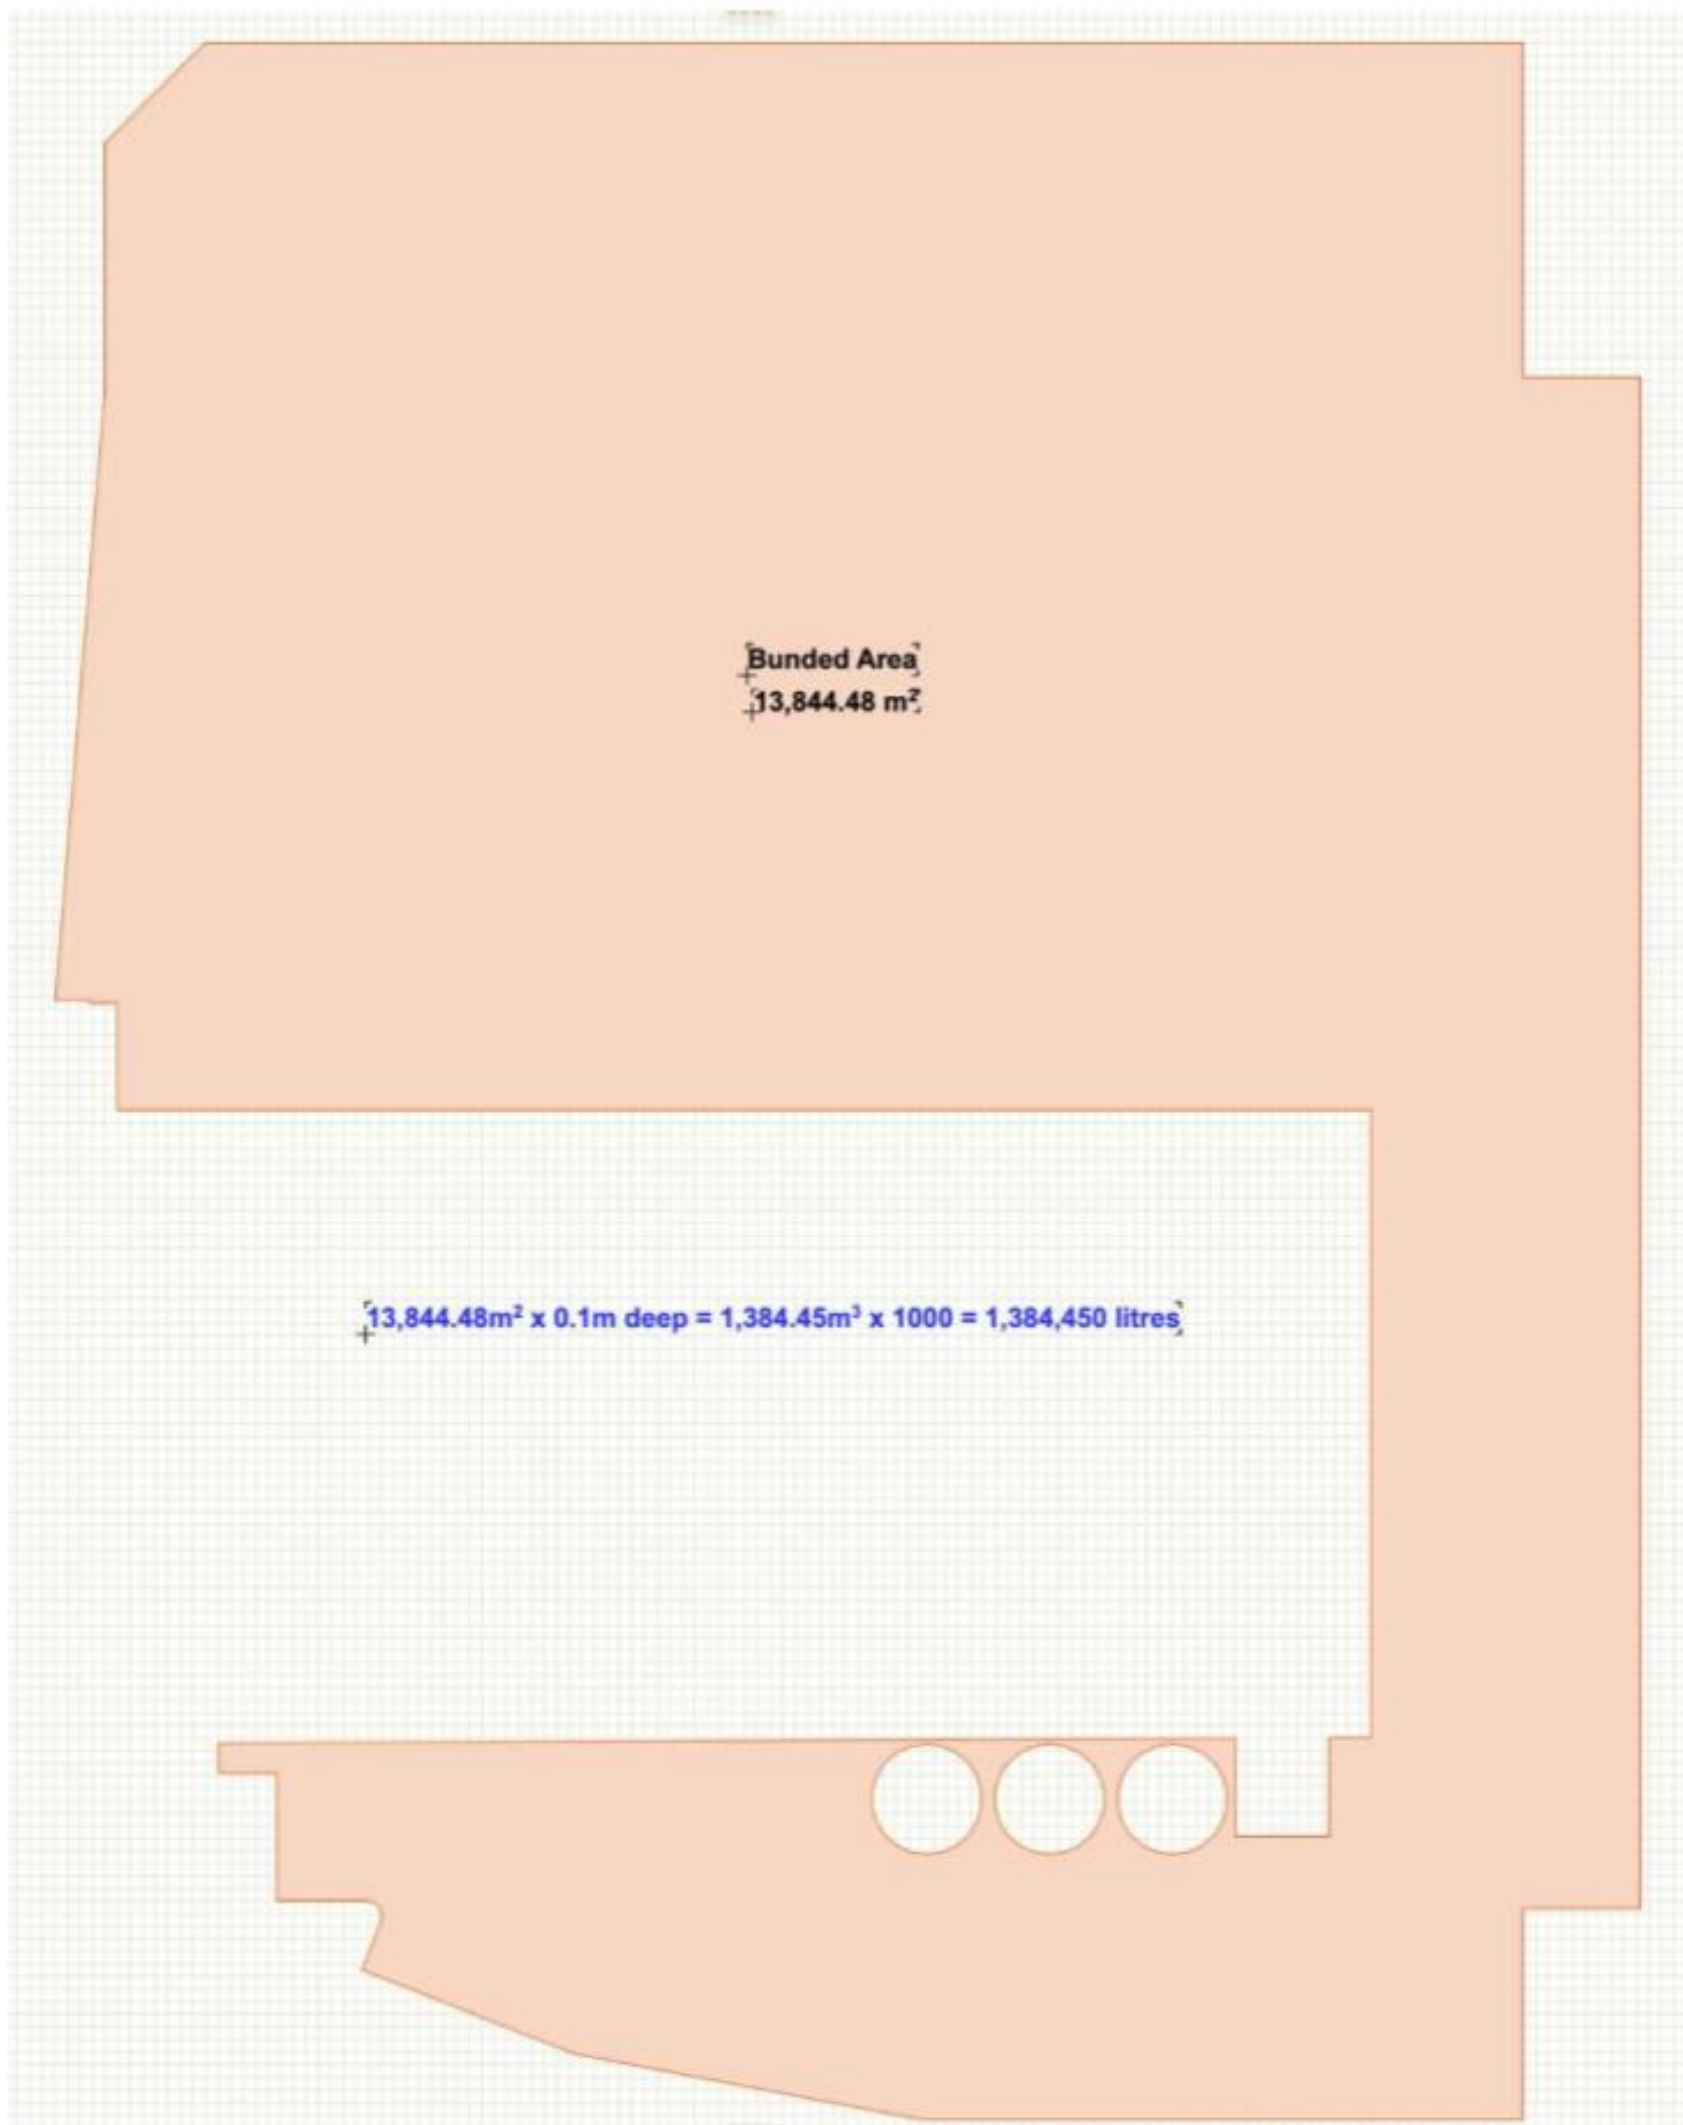 Bunded Area
13,844.48 m²
13,844.48m² x 0.1m deep = 1,384.45m³ x 1000 = 1,384,450 litres